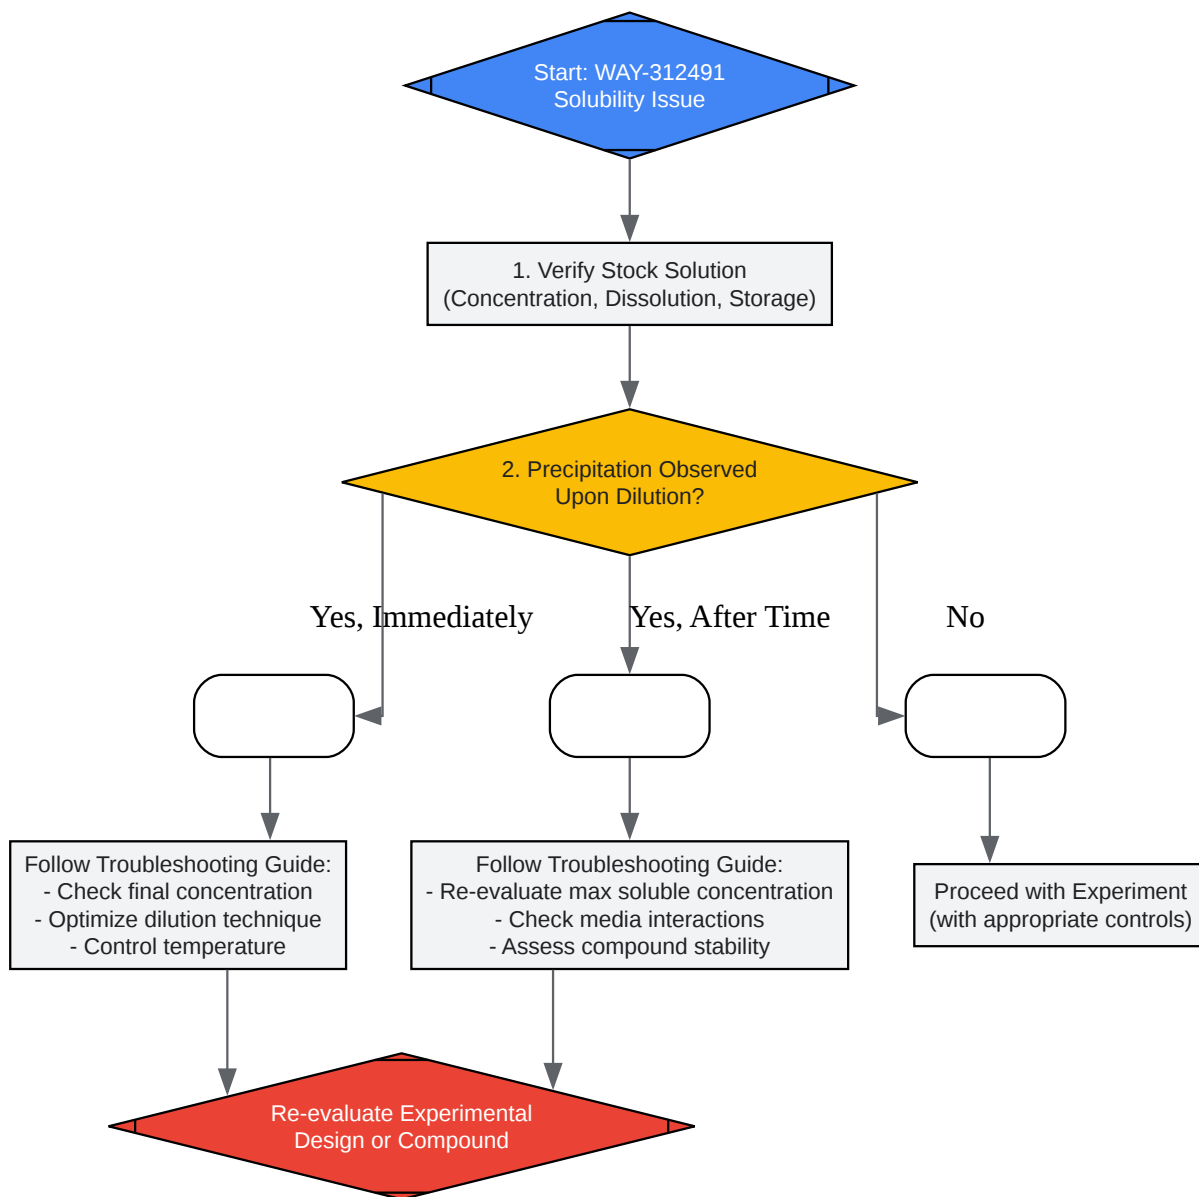 Start: WAY-312491
Solubility Issue
1. Verify Stock Solution
(Concentration, Dissolution, Storage)
2. Precipitation Observed
Upon Dilution?
Yes, Immediately
Yes, After Time
No
Follow Troubleshooting Guide:
- Check final concentration
- Optimize dilution technique
- Control temperature
Follow Troubleshooting Guide:
- Re-evaluate max soluble concentration
- Check media interactions
- Assess compound stability
Proceed with Experiment
(with appropriate controls)
Re-evaluate Experimental
Design or Compound